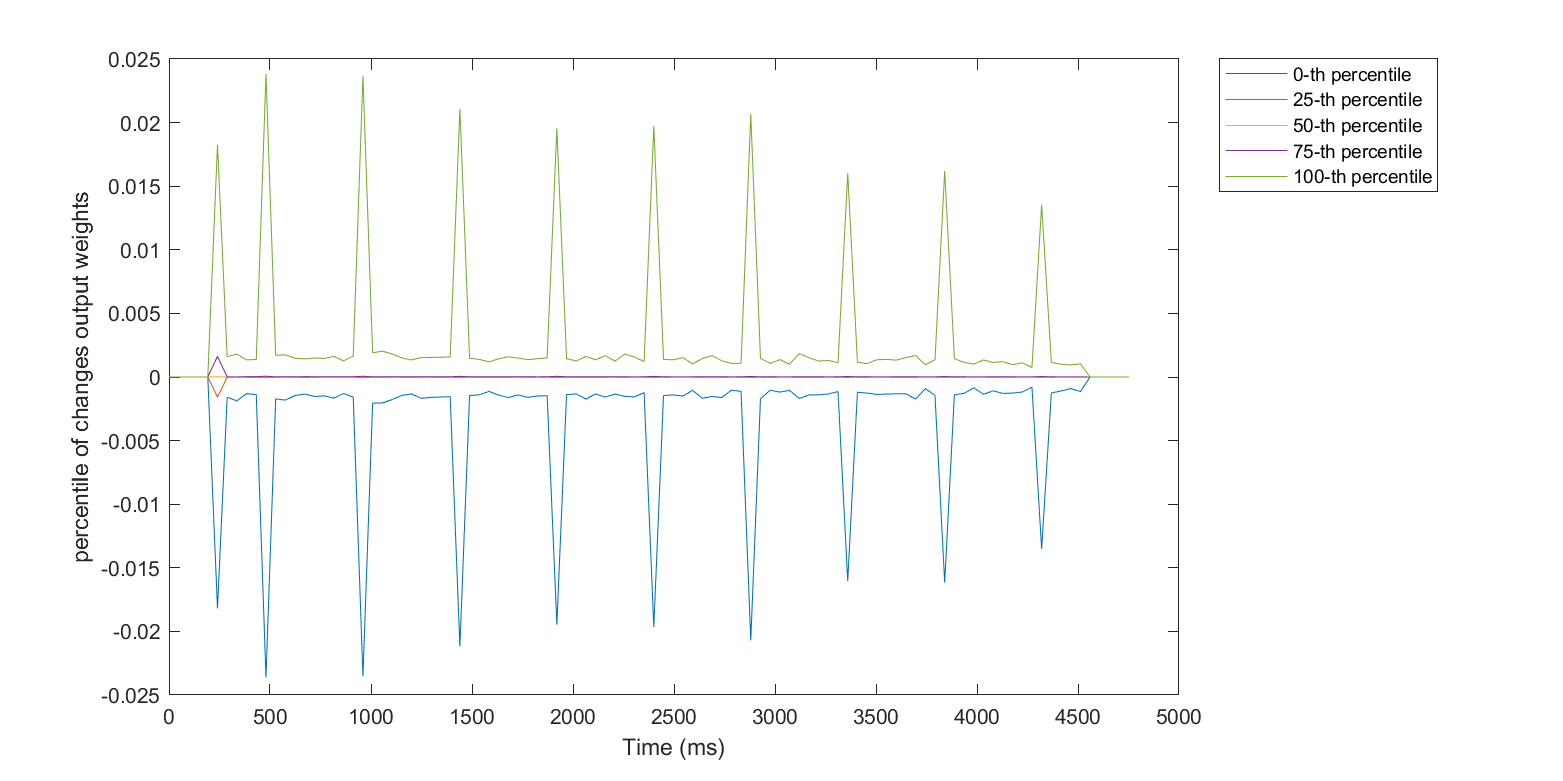 0.025
0.02
0.015
0.01
0.005
0
-0.005
-0.01
-0.015
-0.02
-0.025
percentile of changes output weights
0 500 1000 1500 2000 2500 3000 3500 4000 4500 5000
Time (ms)
0-th percentile
25-th percentile
50-th percentile
75-th percentile
100-th percentile